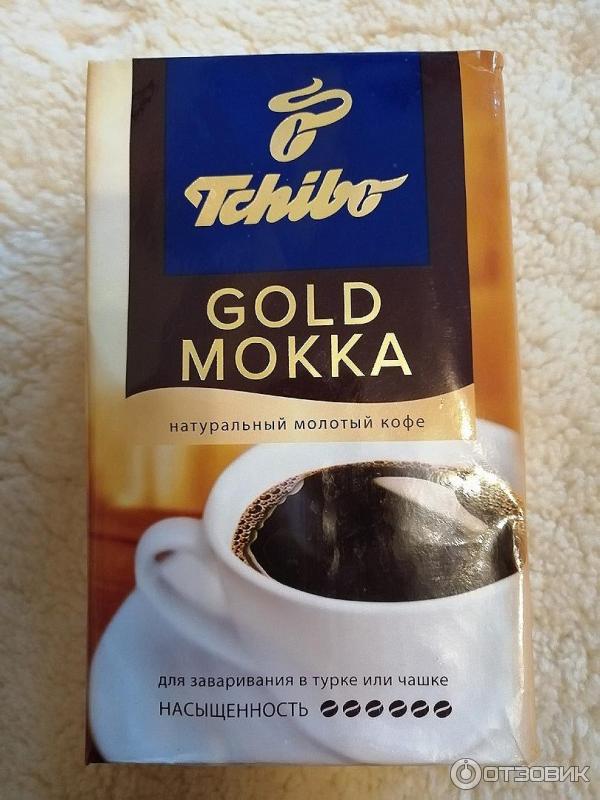 Tchibo
GOLD
MOKKA
натуральный молотый кофе
для заваривания в турке или чашке
НАСЫЩЕННОСТЬ
ОТЗОВИК